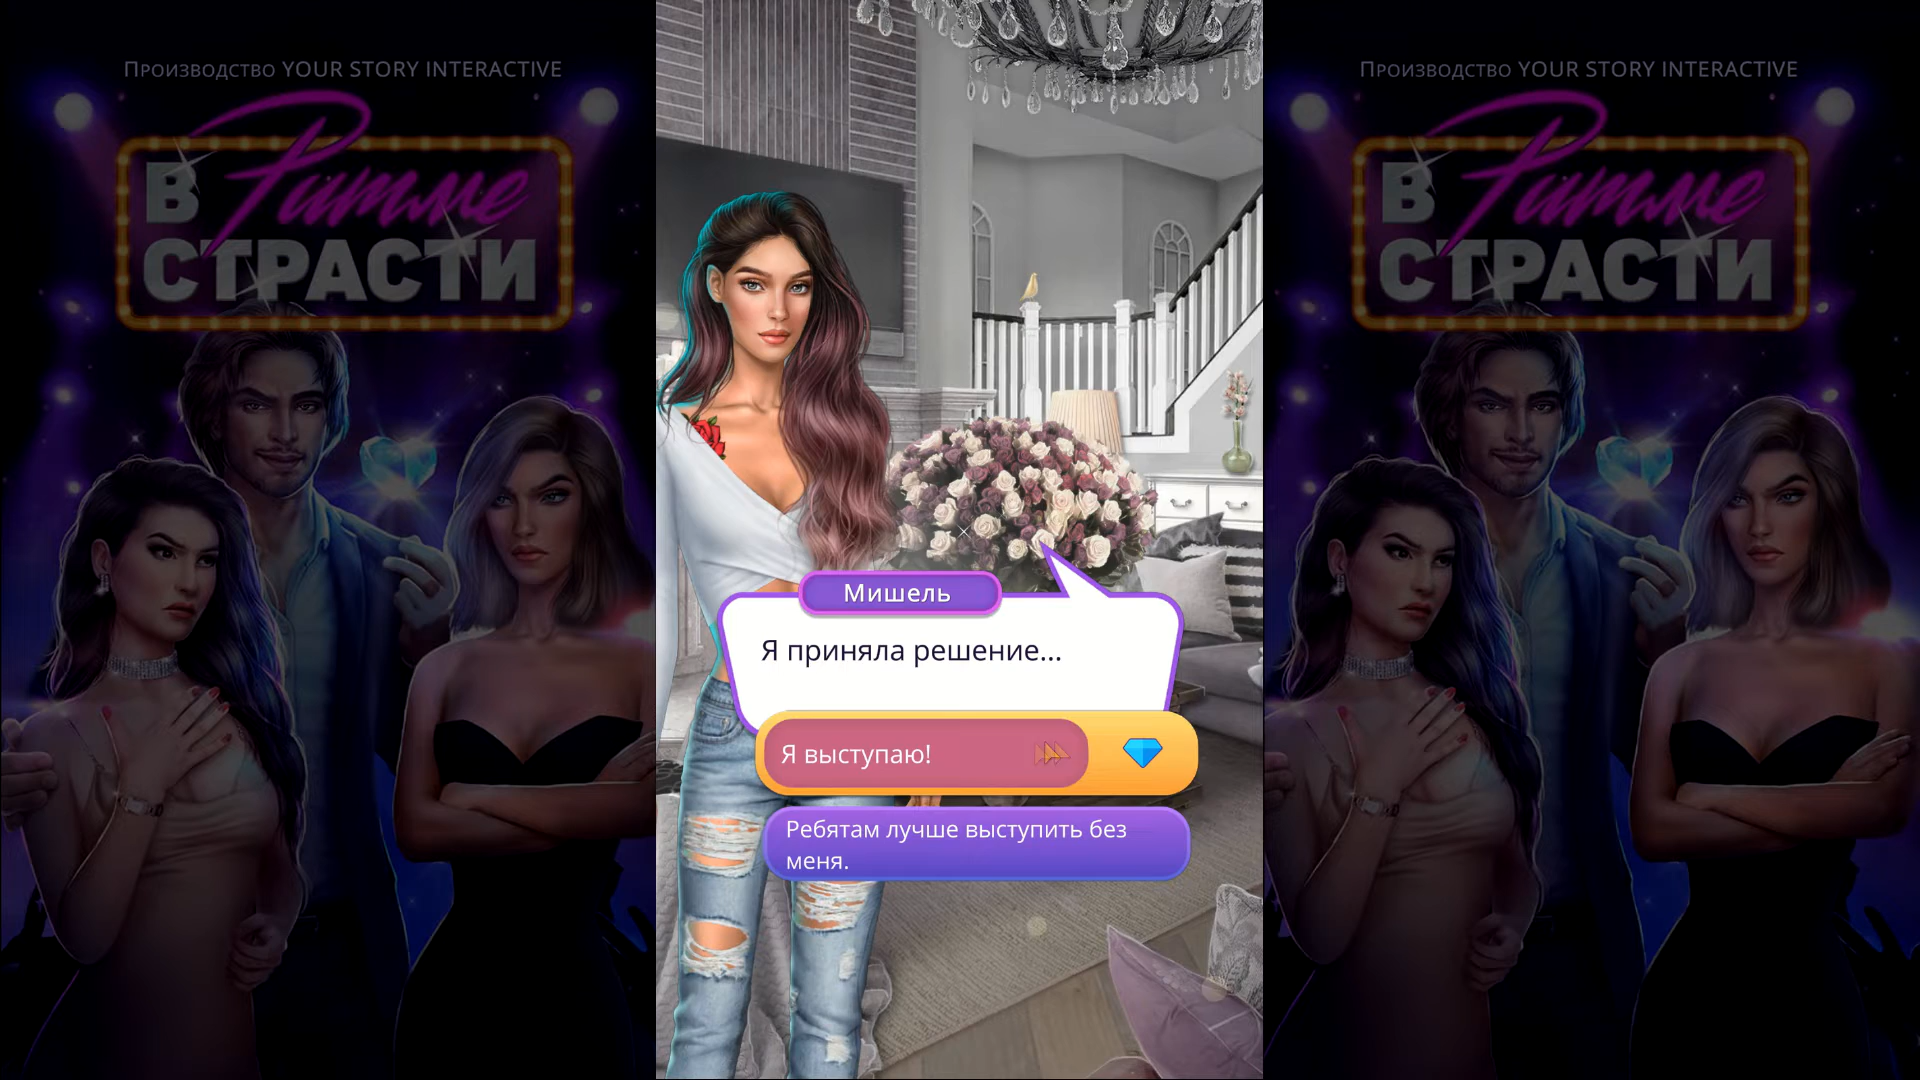 Производство YOUR STORY INTERACTIVE
В Ритме
СТРАСТИ
Мишель
Я приняла решение...
Я выступаю!
Ребятам лучше выступить без
меня.
Производство YOUR STORY INTERACTIVE
В Ритме
СТРАСТИ